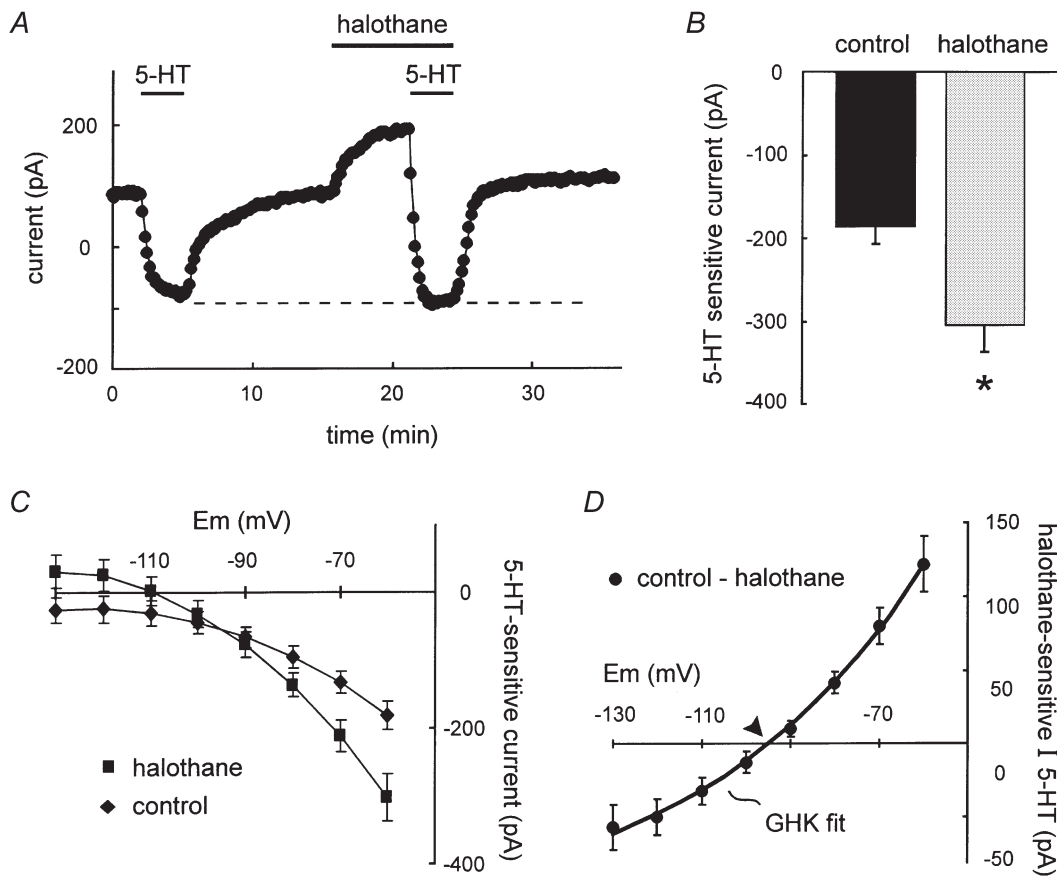 A
halothane
5-HT
5-HT
200
0
-200
current (pA)
0
10
20
30
time (min)
B
control
halothane
0
-100
-200
-300
-400
5-HT sensitive current (pA)
*
C
Em (mV)
-110
-90
-70
0
-200
-400
5-HT-sensitive current (pA)
halothane
control
D
control - halothane
Em (mV)
-130
-110
-70
150
100
50
0
-50
halothane-sensitive I 5-HT (pA)
GHK fit